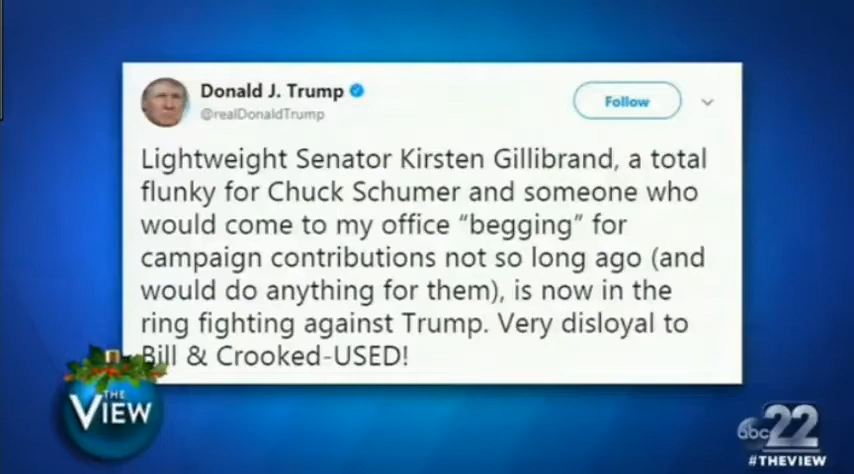 Donald J. Trump
@realDonaldTrump
Follow
Lightweight Senator Kirsten Gillibrand, a total
flunky for Chuck Schumer and someone who
would come to my office “begging” for
campaign contributions not so long ago (and
would do anything for them), is now in the
ring fighting against Trump. Very disloyal to
Bill & Crooked-USED!
THE
VIEW
abc 22
#THEVIEW